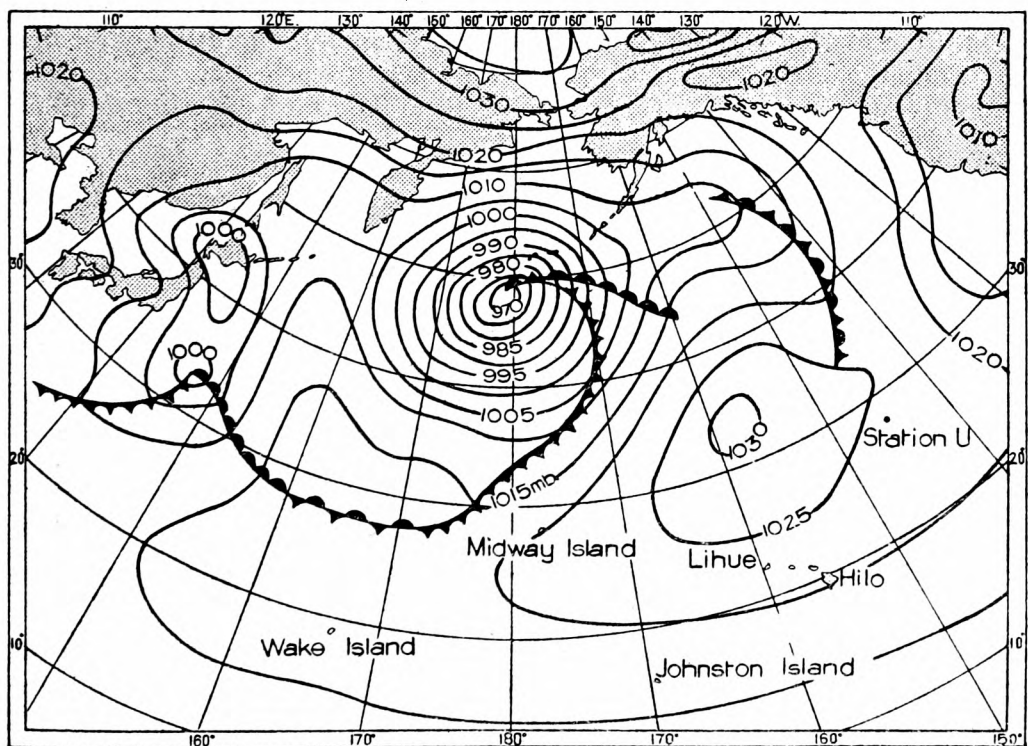 110° 120°E. 130° 140° 150° 160° 170° 180° 170° 160° 150° 140° 130° 120°W. 110°
1020
1030
1020
1010
1020
1010
1000
1000
990
980
970
30°
30°
985
995
1005
1000
1020
1030
Station U
20°
20°
1015mb.
1025
Midway Island
Lihue
Hilo
Wake Island
Johnston Island
10°
10°
160° 170° 180° 170° 160° 150°